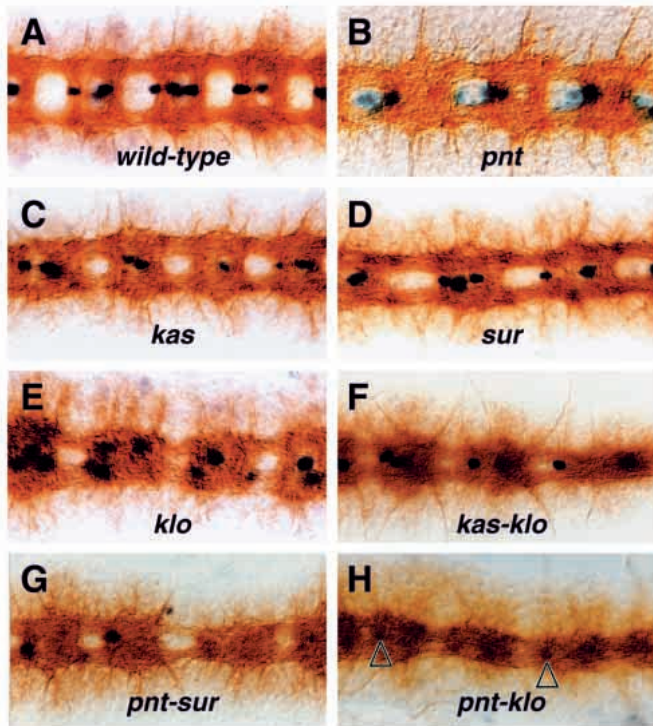 A
wild-type
B
pnt
C
kas
D
sur
E
klo
F
kas-klo
G
pnt-sur
H
pnt-klo